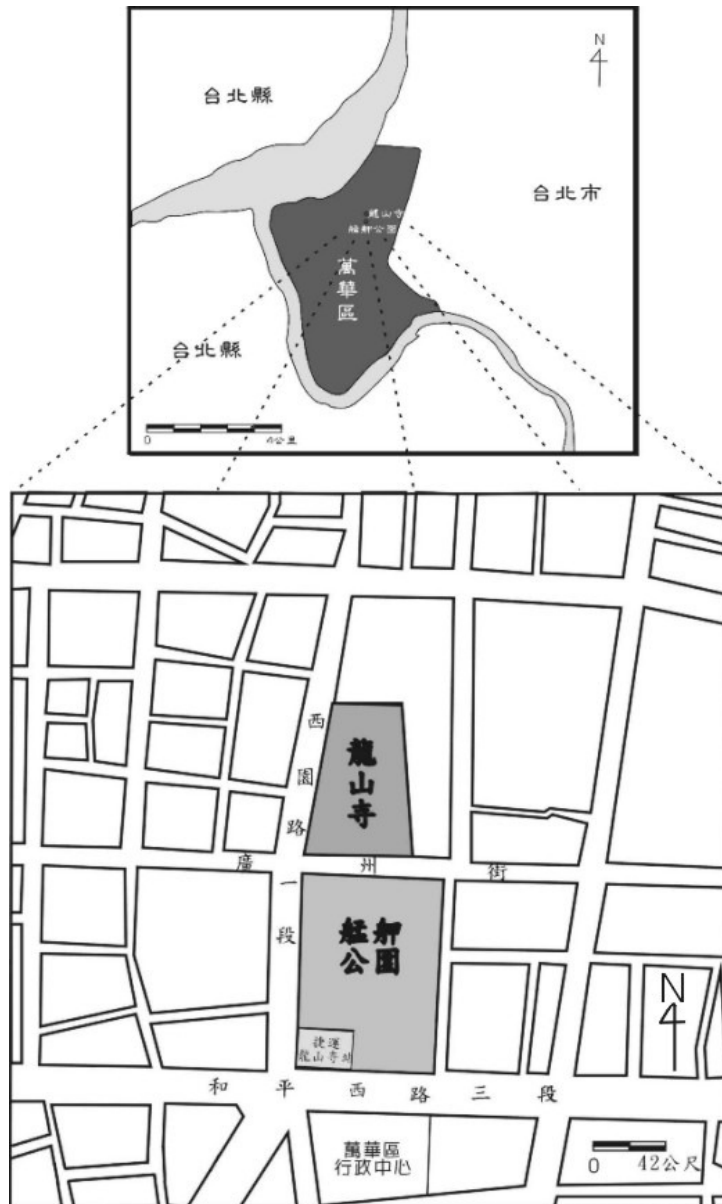 N
台北縣
台北市
龍山寺
艋舺公園
萬華區
台北縣
0 4公里
西園路一段
龍山寺
廣州街
艋舺公園
N
捷運
龍山寺站
和平西路三段
萬華區
行政中心
0 42公尺